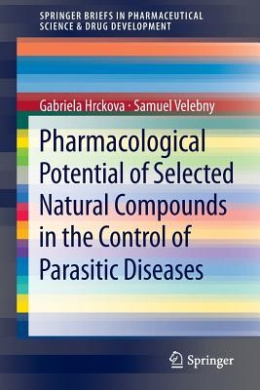 SPRINGER BRIEFS IN PHARMACEUTICAL
SCIENCE & DRUG DEVELOPMENT
Gabriela Hrckova · Samuel Velebny
Pharmacological
Potential of Selected
Natural Compounds
in the Control of
Parasitic Diseases
Springer